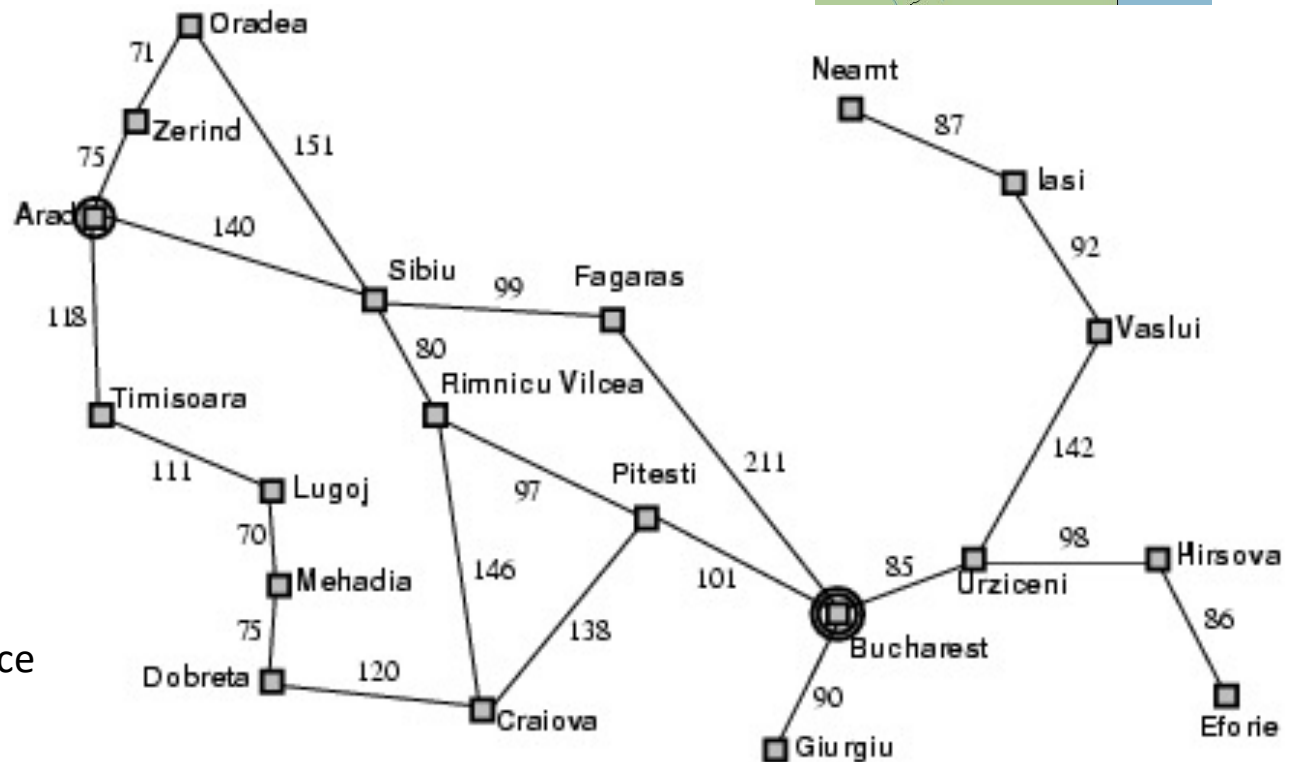 Oradea
71
Neamt
87
Zerind
151
75
Iasi
Arad
140
92
Sibiu
Fagaras
99
118
Vaslui
80
Rimnicu Vilcea
Timisoara
142
211
111
Pitesti
Lugoj
97
70
98
Hirsova
146
101
85
Urziceni
Mehadia
86
75
138
ce
Bucharest
Dobreta
120
90
Craiova
Eforie
Giurgiu